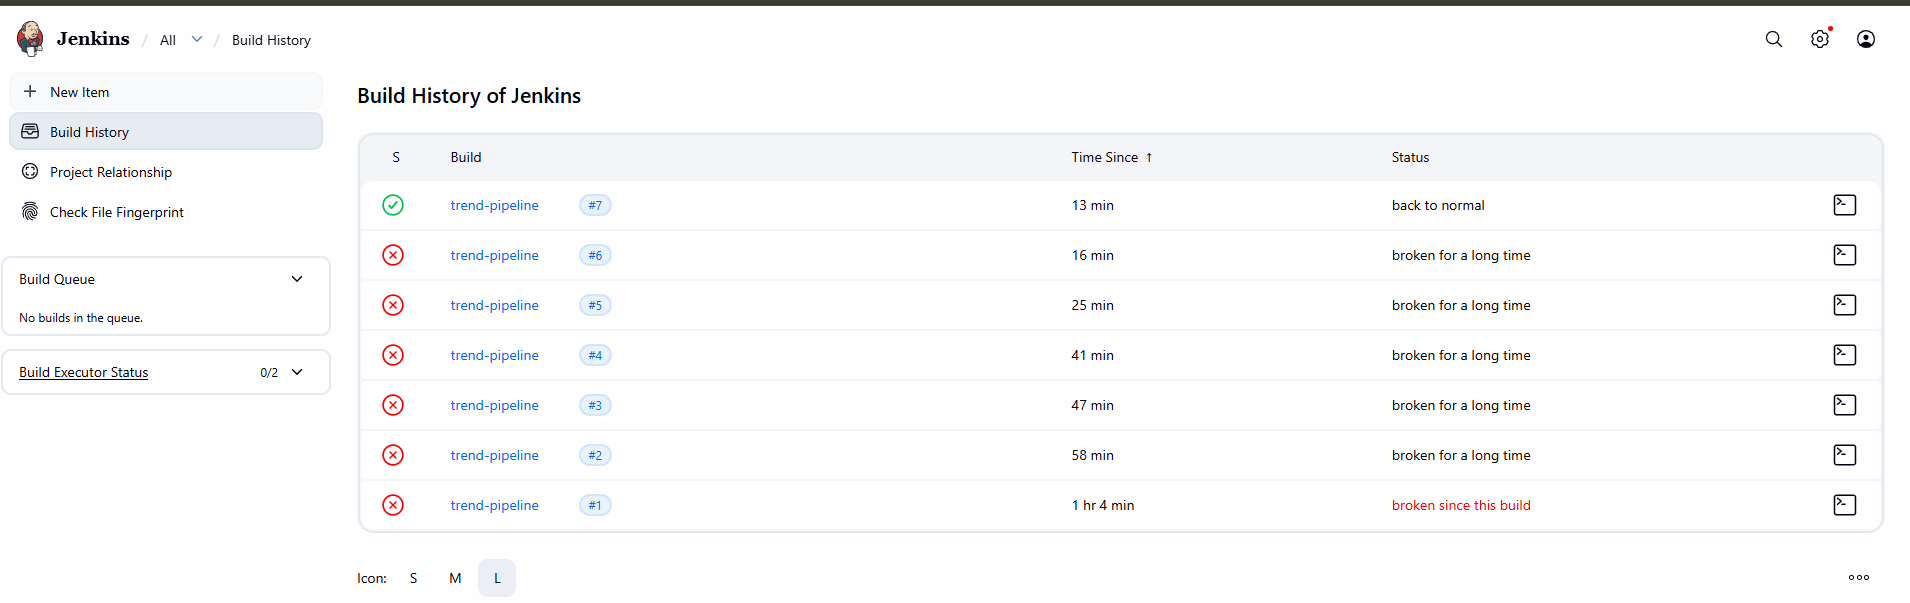 Jenkins / All / Build History
New Item
Build History
Project Relationship
Check File Fingerprint
Build Queue
No builds in the queue.
Build Executor Status 0/2
Build History of Jenkins
S Build Time Since ↑ Status
trend-pipeline #7 13 min back to normal
trend-pipeline #6 16 min broken for a long time
trend-pipeline #5 25 min broken for a long time
trend-pipeline #4 41 min broken for a long time
trend-pipeline #3 47 min broken for a long time
trend-pipeline #2 58 min broken for a long time
trend-pipeline #1 1 hr 4 min broken since this build
Icon: S M L